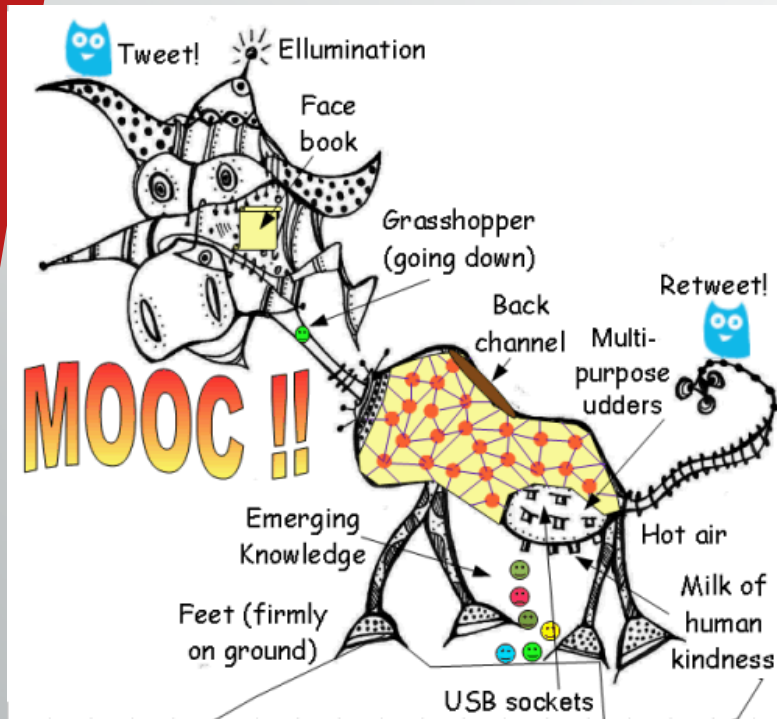 Tweet!
Ellumination
Face
book
Grasshopper
(going down)
Retweet!
Back
channel
Multi-
purpose
udders
MOOC !!
Emerging
Knowledge
Hot air
Feet (firmly
on ground)
Milk of
human
kindness
USB sockets